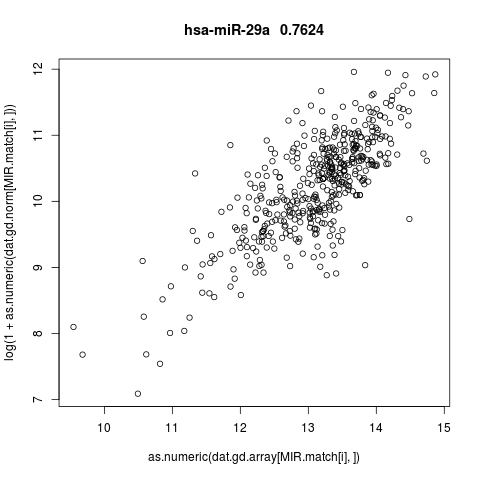 hsa-miR-29a 0.7624
log(1 + as.numeric(dat.gd.norm[MIR.match[i], ]))
12
11
10
9
8
7
10 11 12 13 14 15
as.numeric(dat.gd.array[MIR.match[i], ])